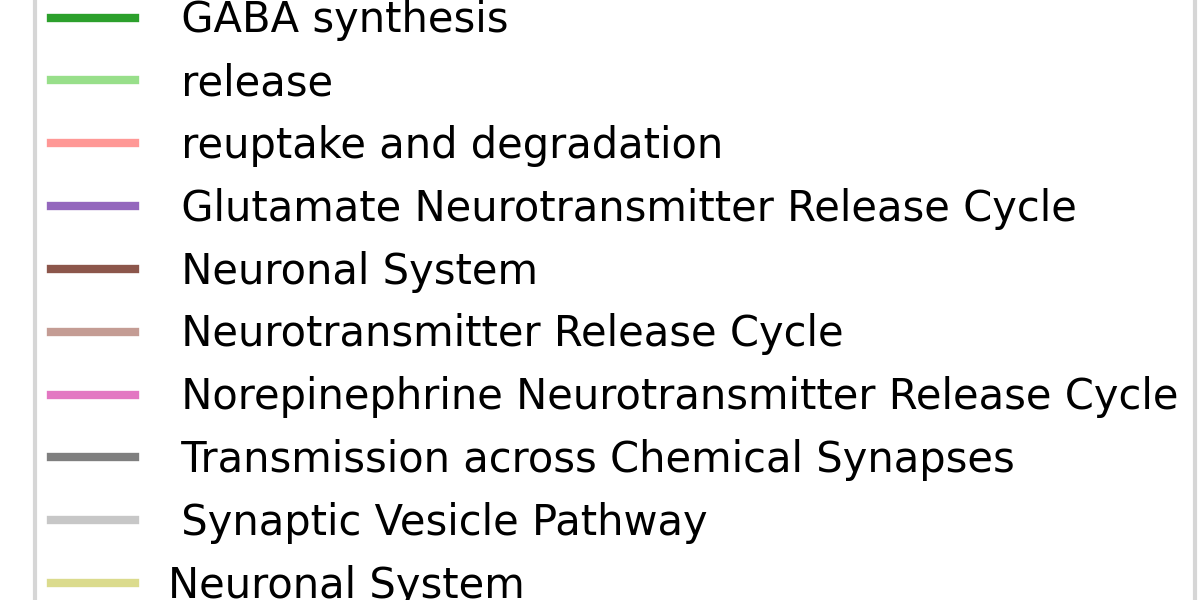 GABA synthesis
release
reuptake and degradation
Glutamate Neurotransmitter Release Cycle
Neuronal System
Neurotransmitter Release Cycle
Norepinephrine Neurotransmitter Release Cycle
Transmission across Chemical Synapses
Synaptic Vesicle Pathway
Neuronal System